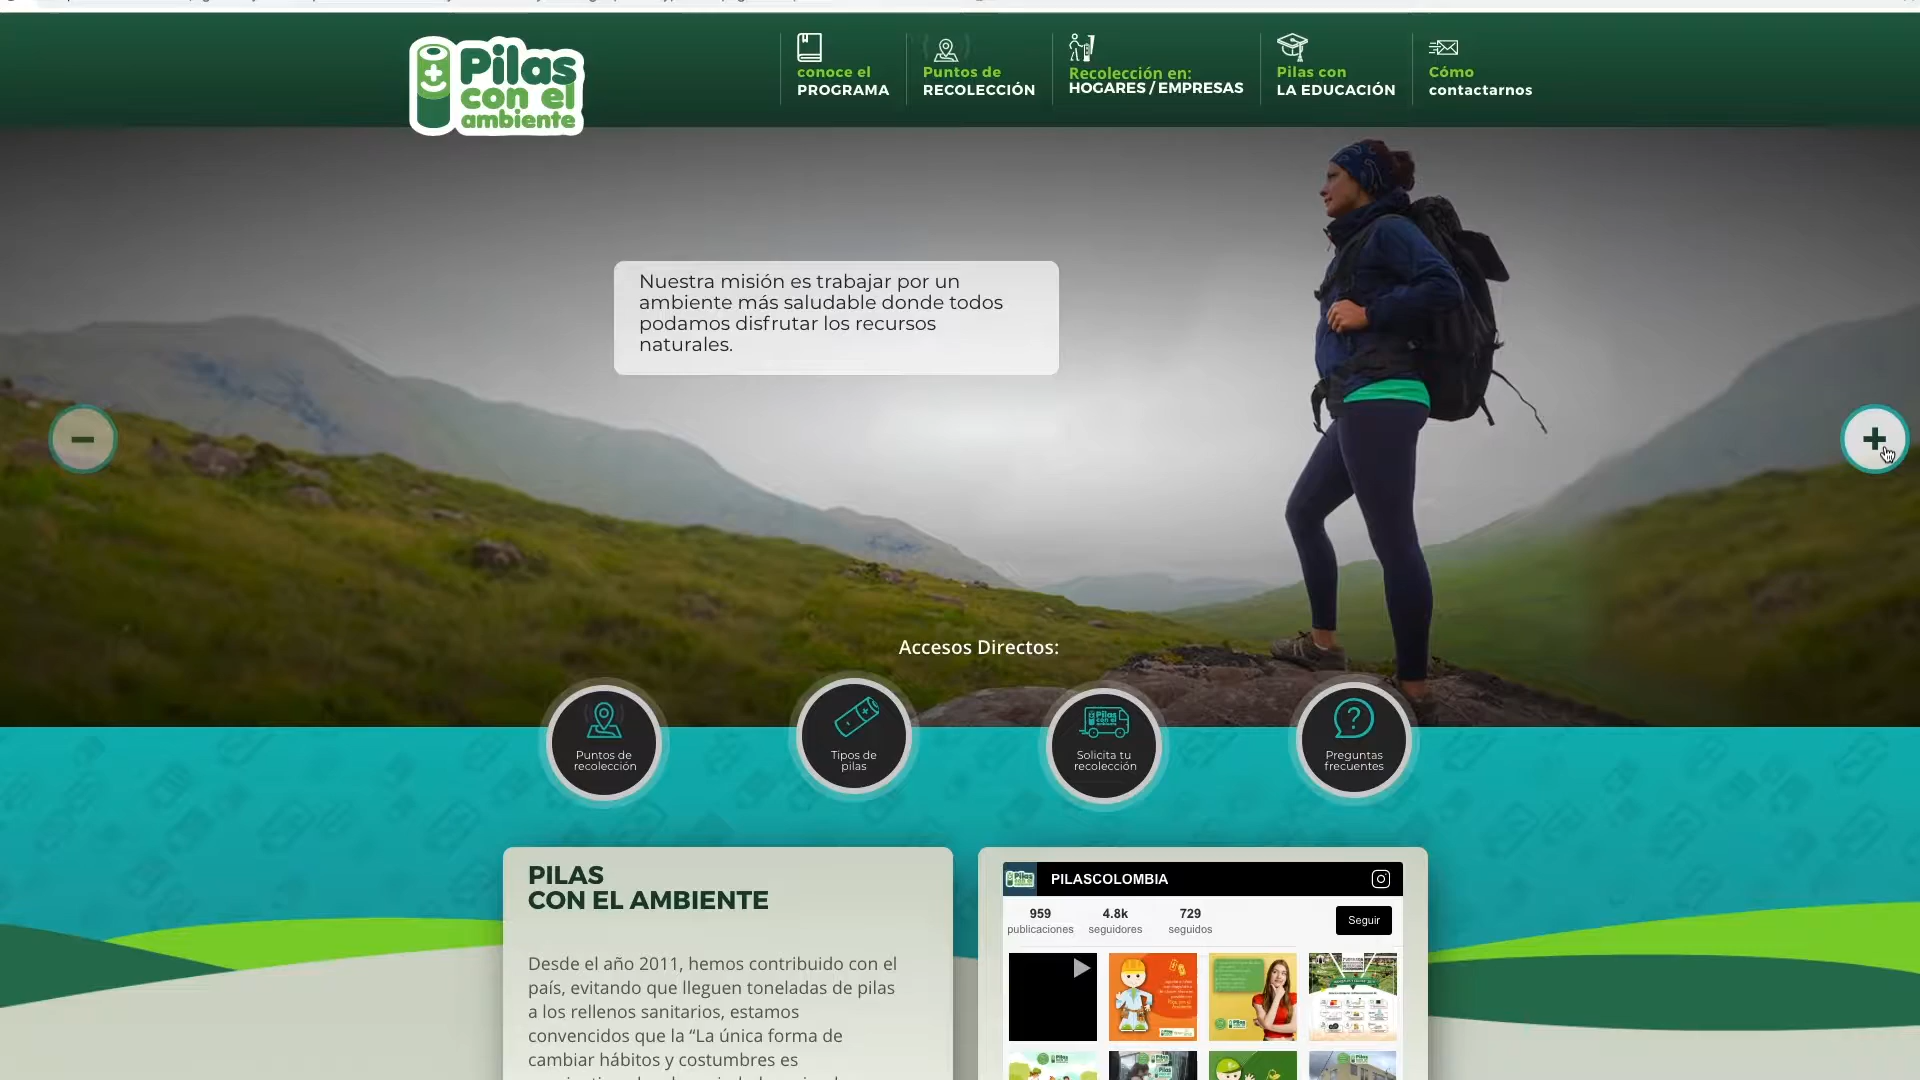 Pilas
con el
ambiente
conoce el
PROGRAMA
Puntos de
RECOLECCIÓN
Recolección en:
HOGARES / EMPRESAS
Pilas con
LA EDUCACIÓN
Cómo
contactarnos
Nuestra misión es trabajar por un
ambiente más saludable donde todos
podamos disfrutar los recursos
naturales.
Accesos Directos:
Puntos de
recolección
Tipos de
pilas
Solicita tu
recolección
Preguntas
frecuentes
PILAS
CON EL AMBIENTE
Desde el año 2011, hemos contribuido con el
país, evitando que lleguen toneladas de pilas
a los rellenos sanitarios, estamos
convencidos que la “La única forma de
cambiar hábitos y costumbres es
PILASCOLOMBIA
959
publicaciones
4.8k
seguidores
729
seguidos
Seguir